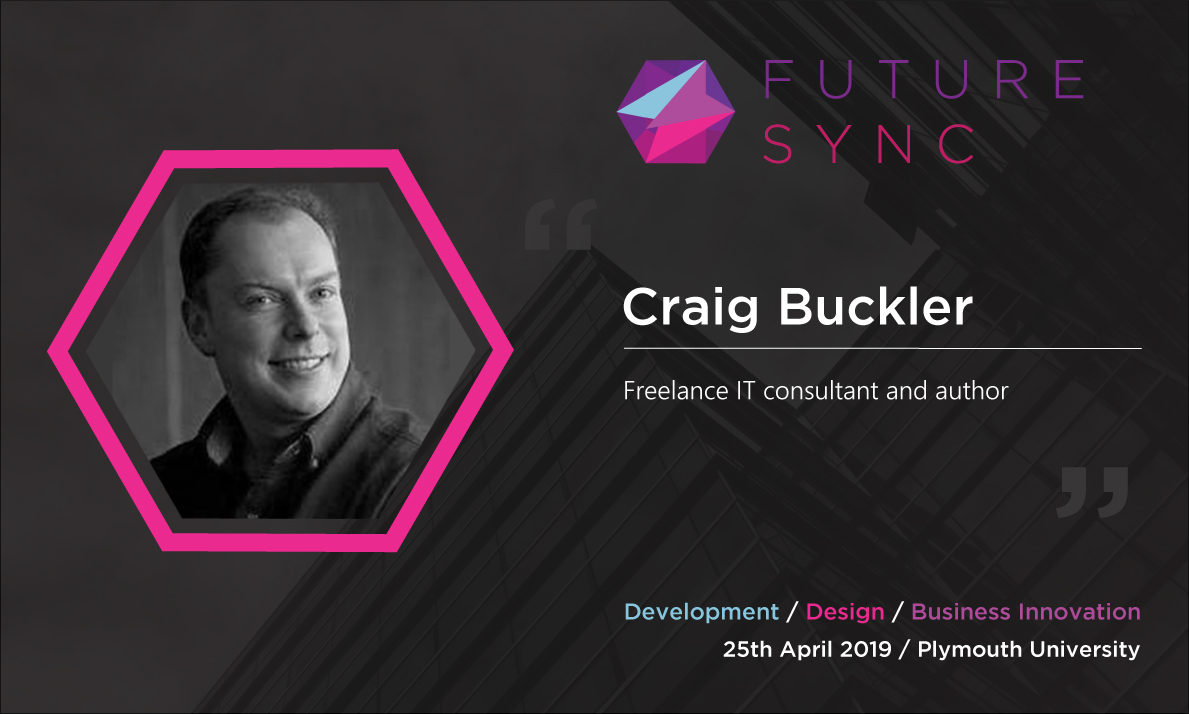 FUTURE
SYNC
“
Craig Buckler
Freelance IT consultant and author
”
Development / Design / Business Innovation
25th April 2019 / Plymouth University